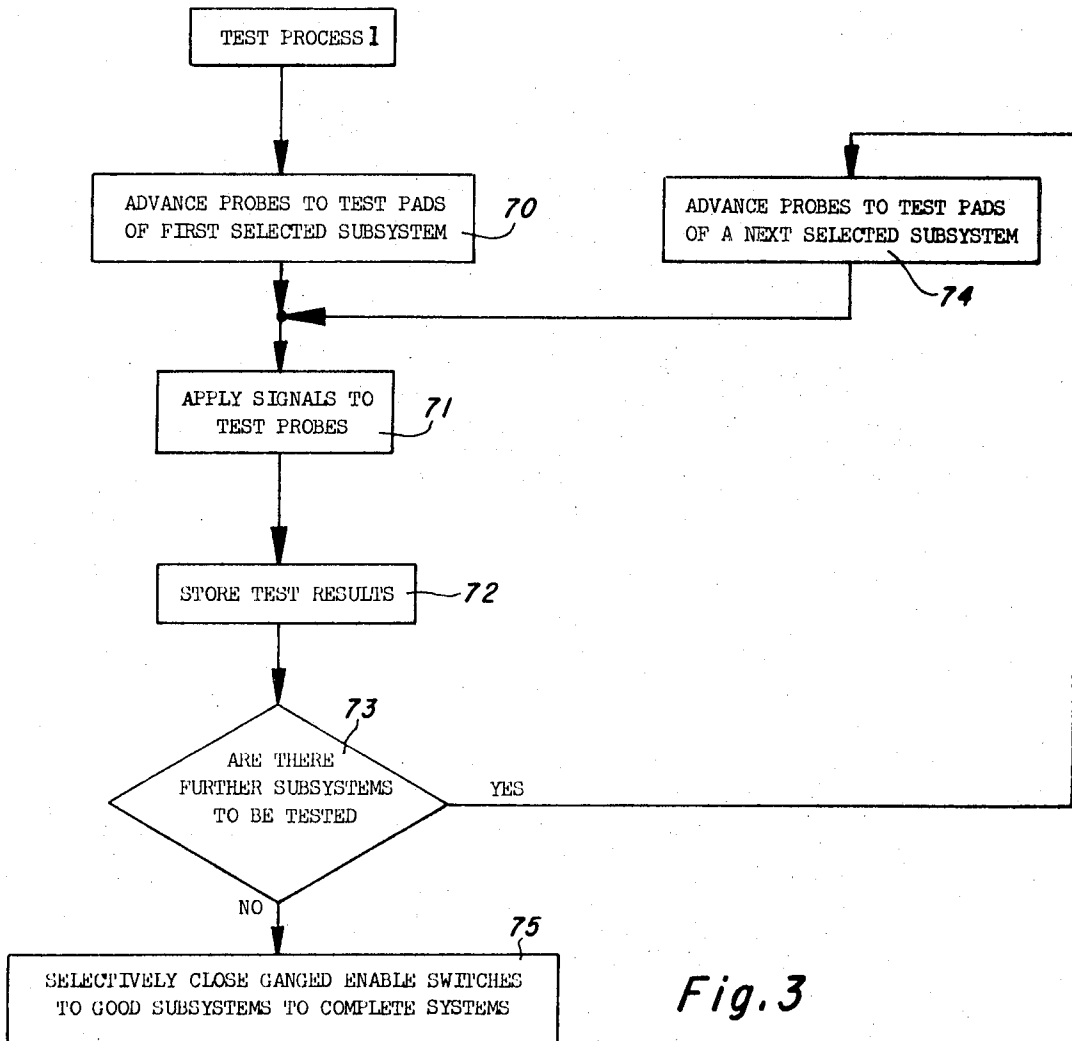 TEST PROCESS 1
ADVANCE PROBES TO TEST PADS
OF FIRST SELECTED SUBSYSTEM
70
ADVANCE PROBES TO TEST PADS
OF A NEXT SELECTED SUBSYSTEM
74
APPLY SIGNALS TO
TEST PROBES
71
STORE TEST RESULTS
72
73
ARE THERE
FURTHER SUBSYSTEMS
TO BE TESTED
YES
NO
75
SELECTIVELY CLOSE GANGED ENABLE SWITCHES
TO GOOD SUBSYSTEMS TO COMPLETE SYSTEMS
Fig.3